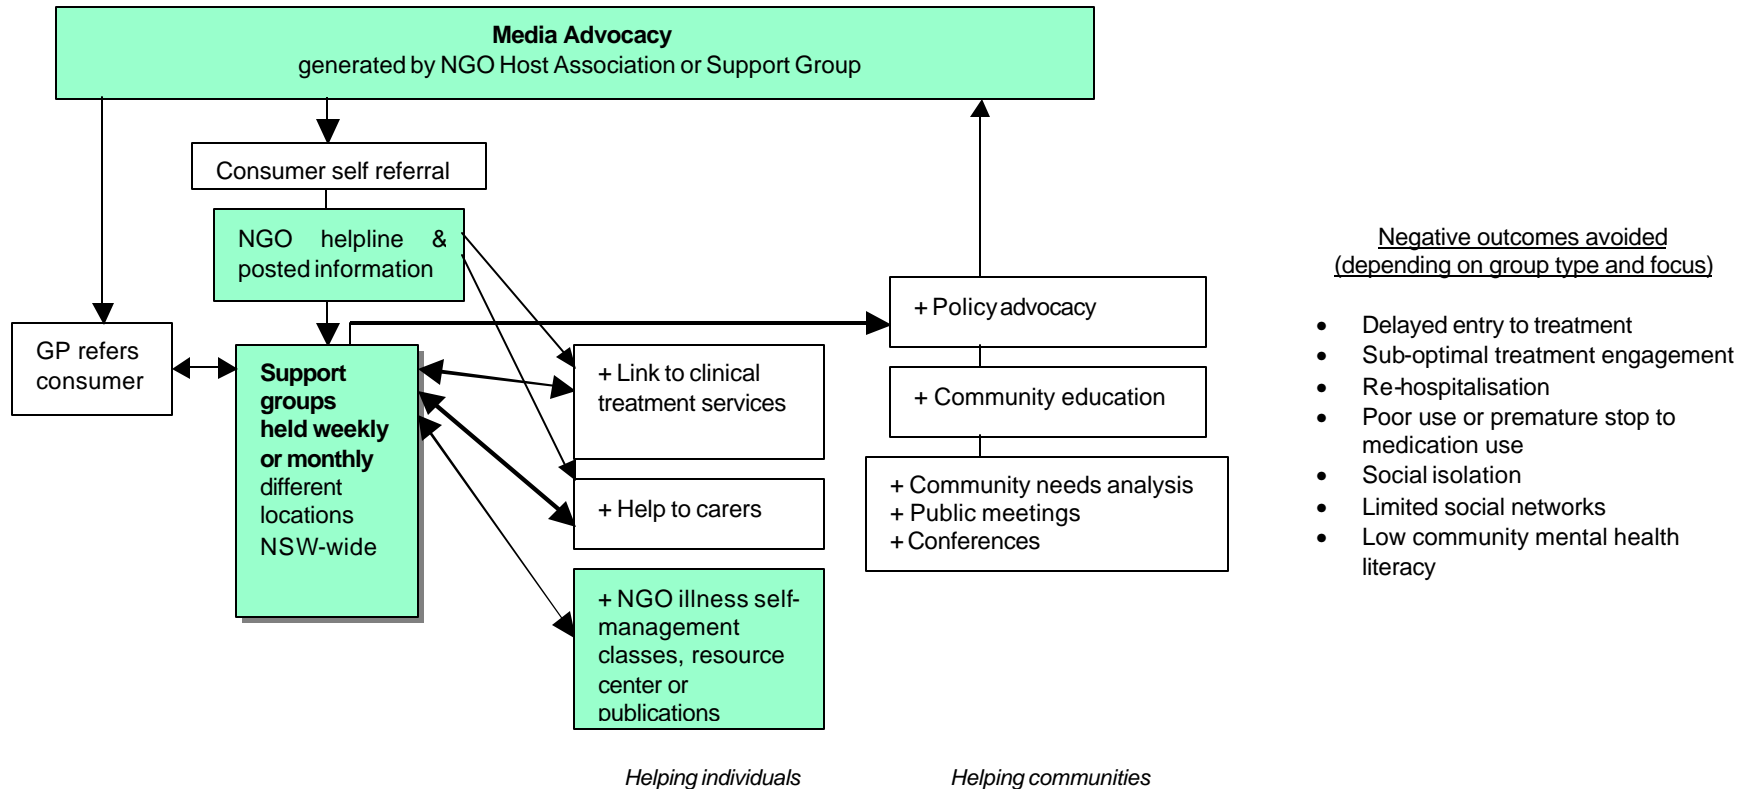 Media Advocacy
generated by NGO Host Association or Support Group
Consumer self referral
NGO helpline &
posted information
GP refers
consumer
Support
groups
held weekly
or monthly
different
locations
NSW-wide
+ Link to clinical
treatment services
+ Help to carers
+ NGO illness self-
management
classes, resource
center or
publications
+ Policy advocacy
+ Community education
+ Community needs analysis
+ Public meetings
+ Conferences
Helping individuals
Helping communities
Negative outcomes avoided
(depending on group type and focus)
• Delayed entry to treatment
• Sub-optimal treatment engagement
• Re-hospitalisation
• Poor use or premature stop to
medication use
• Social isolation
• Limited social networks
• Low community mental health
literacy